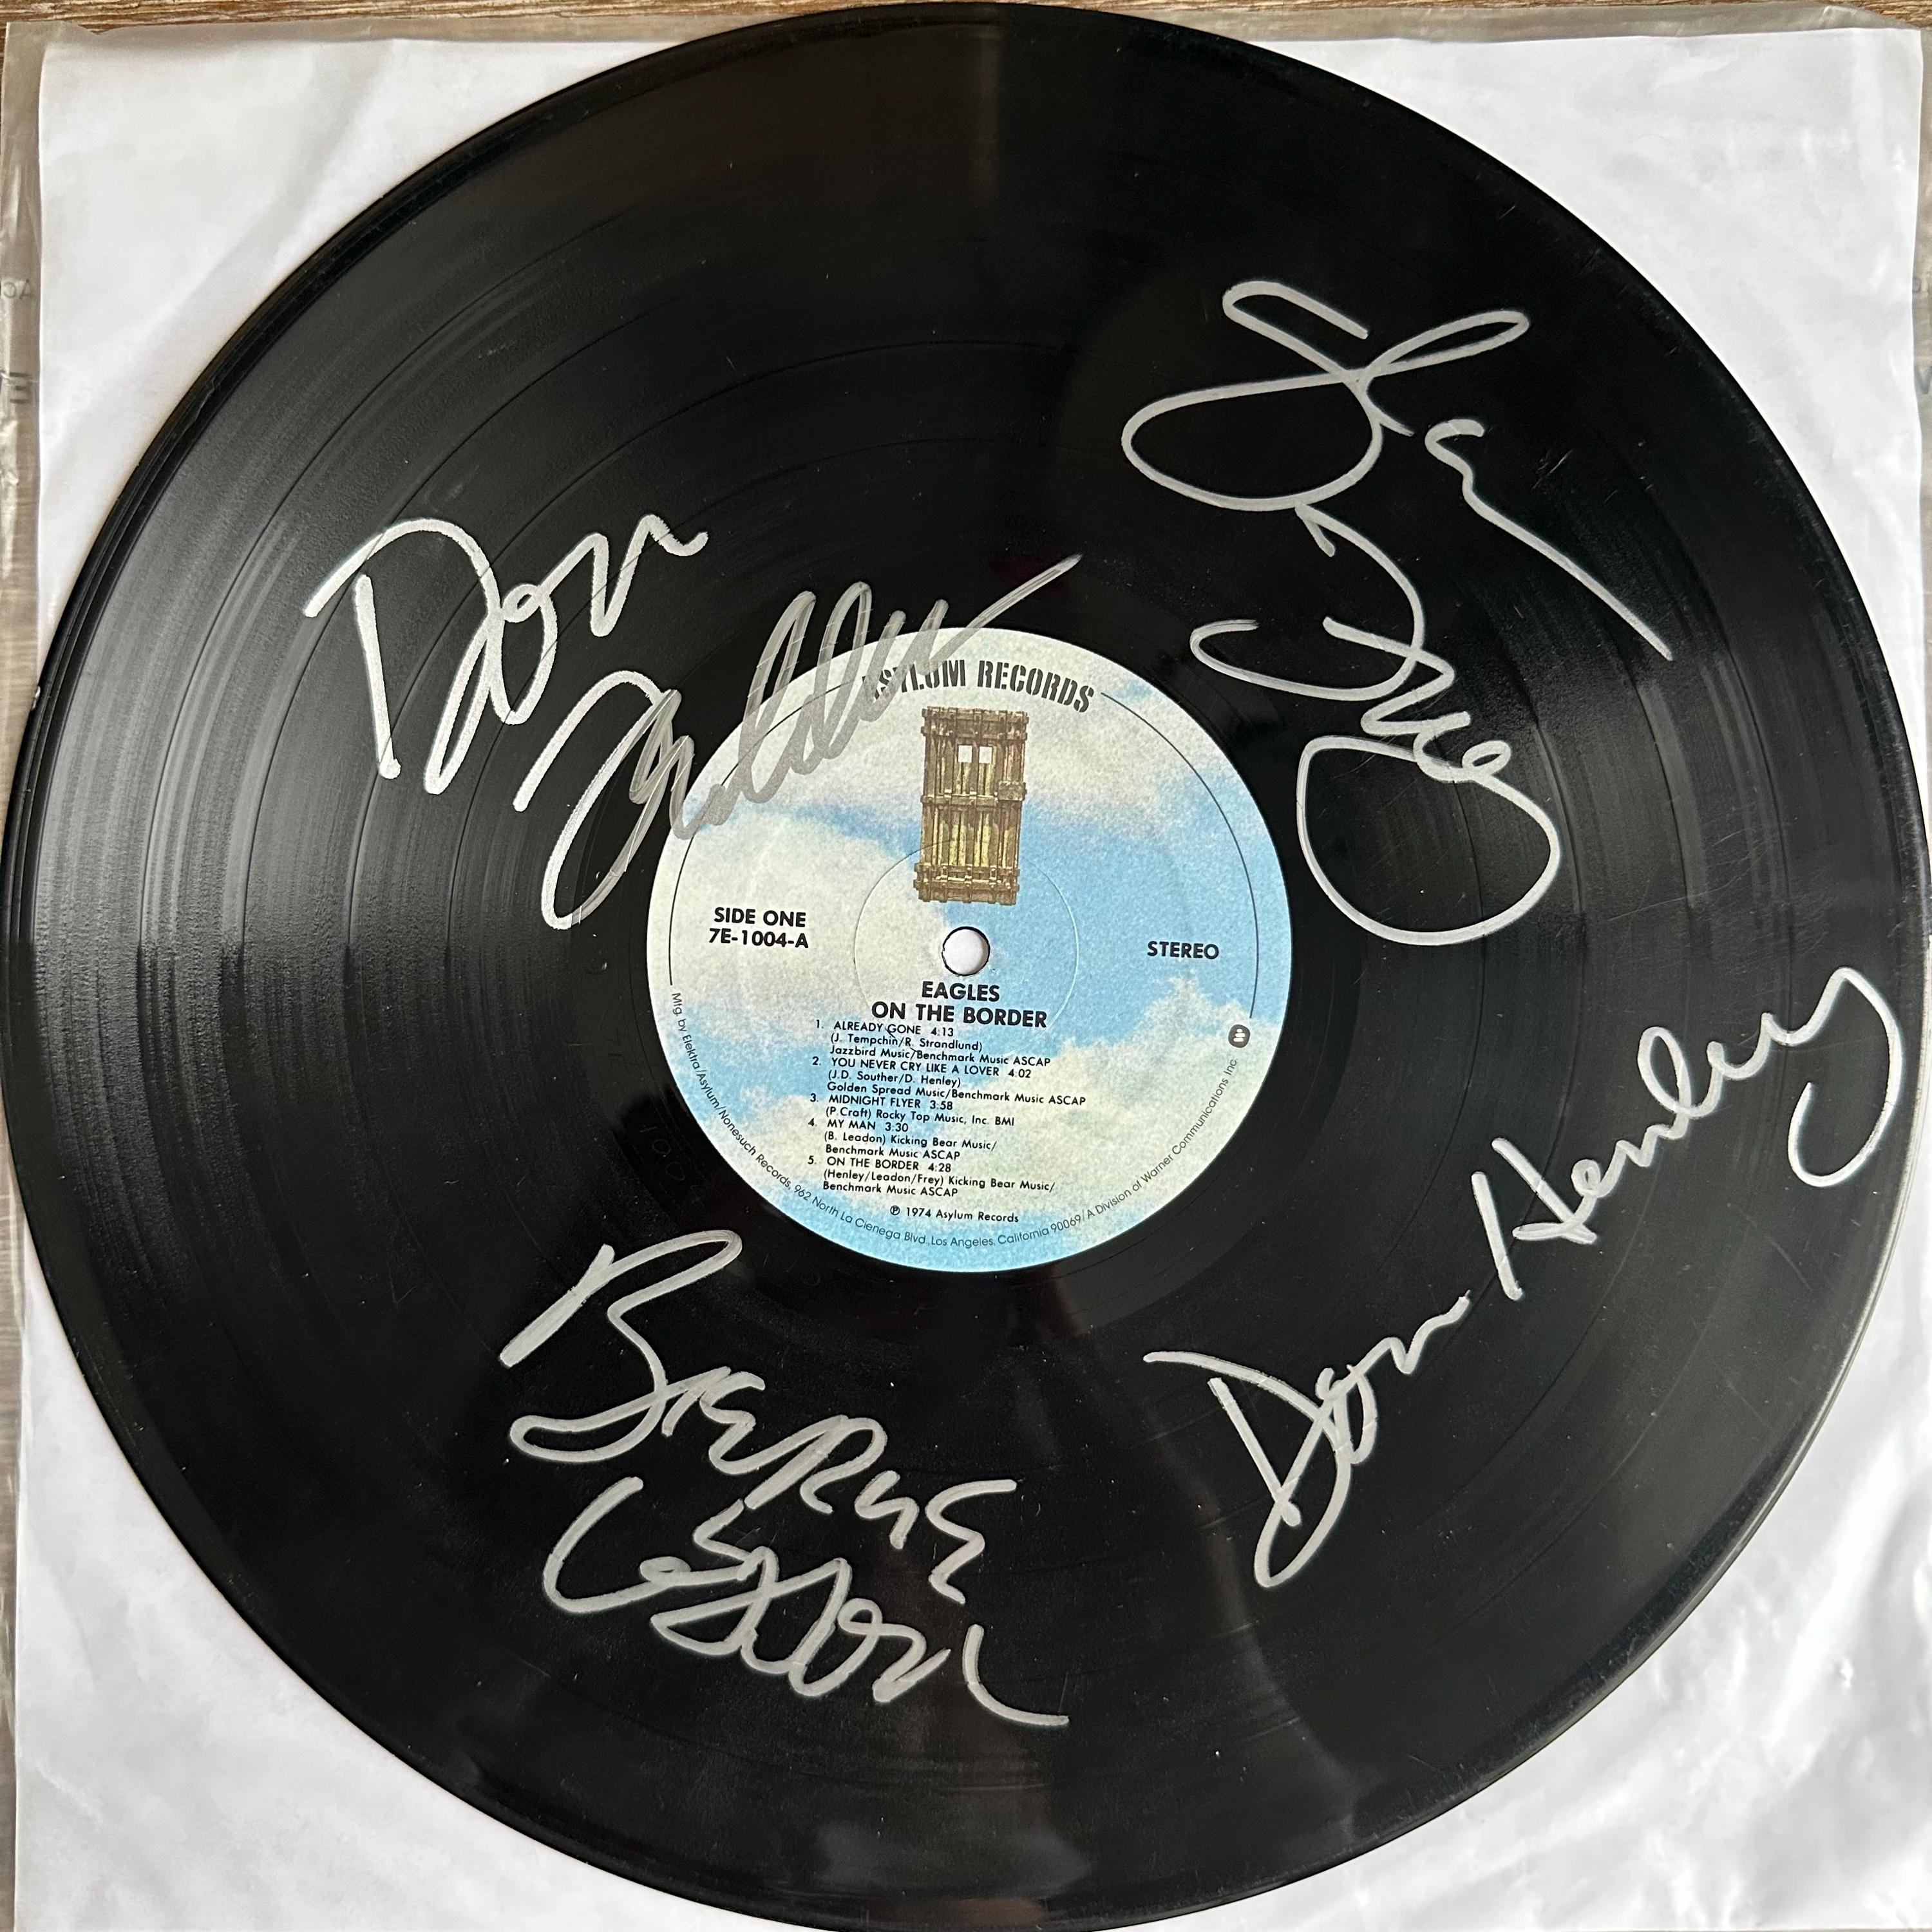 Don
Felder
Glenn
Frey
ASYLUM RECORDS
SIDE ONE
7E-1004-A
STEREO
EAGLES
ON THE BORDER
1. ALREADY GONE 4:13
(J. Tempchin/R. Strandlund)
Jazzbird Music/Benchmark Music ASCAP
2. YOU NEVER CRY LIKE A LOVER 4:02
(J.D. Souther/D. Henley)
Golden Spread Music/Benchmark Music ASCAP
3. MIDNIGHT FLYER 3:58
(P. Craft) Rocky Top Music, Inc. BMI
4. MY MAN 3:30
(B. Leadon) Kicking Bear Music/
Benchmark Music ASCAP
5. ON THE BORDER 4:28
(Henley/Leadon/Frey) Kicking Bear Music/
Benchmark Music ASCAP
℗ 1974 Asylum Records
Mfg. by Elektra/Asylum/Nonesuch Records, 962 North La Cienega Blvd. Los Angeles, California 90069/A Division of Warner Communications Inc.
Don Henley
BERNE